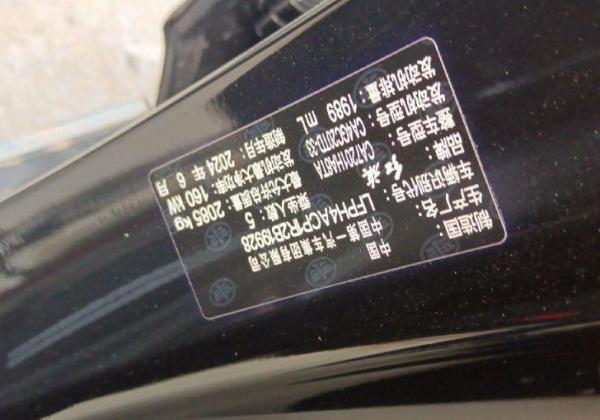 制造国：中国
生产厂名：中国第一汽车集团有限公司
车辆识别代号：LFPH4ACP1R2B19928
品牌：红旗 乘坐人数：5
整车型号：CA7201HA6TA 最大允许总质量：2085 kg
发动机型号：CA4GC20TD-33 发动机最大净功率：160 kW
发动机排量：1989 mL 制造年月：2024 年 6 月